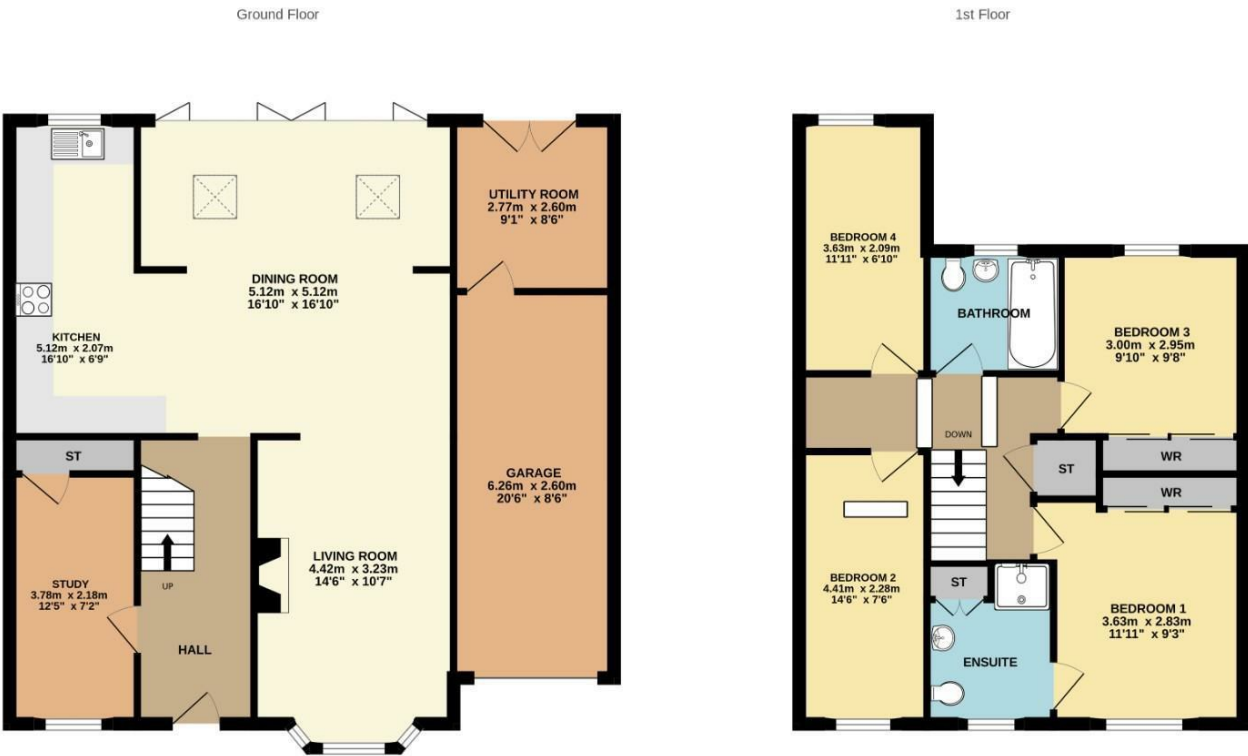 Ground Floor
1st Floor
UTILITY ROOM
2.77m x 2.60m
9'1" x 8'6"
DINING ROOM
5.12m x 5.12m
16'10" x 16'10"
KITCHEN
5.12m x 2.07m
16'10" x 6'9"
ST
GARAGE
6.26m x 2.60m
20'6" x 8'6"
LIVING ROOM
4.42m x 3.23m
14'6" x 10'7"
UP
STUDY
3.78m x 2.18m
12'5" x 7'2"
HALL
BEDROOM 4
3.63m x 2.09m
11'11" x 6'10"
BATHROOM
BEDROOM 3
3.00m x 2.95m
9'10" x 9'8"
DOWN
WR
ST
WR
BEDROOM 2
4.41m x 2.28m
14'6" x 7'6"
ST
BEDROOM 1
3.63m x 2.83m
11'11" x 9'3"
ENSUITE